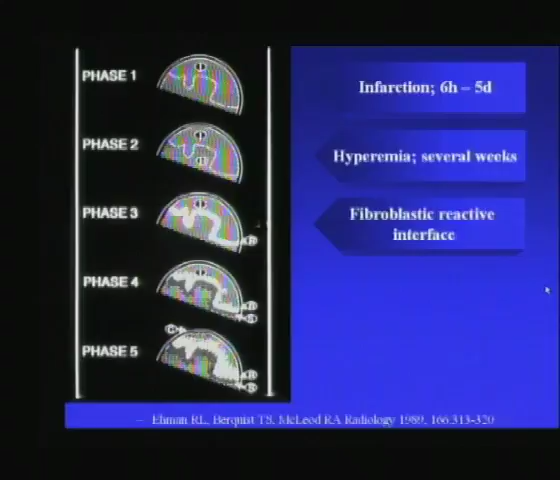 PHASE 1
Infarction; 6h – 5d
PHASE 2
Hyperemia; several weeks
PHASE 3
Fibroblastic reactive
interface
PHASE 4
PHASE 5
– Ehman RL, Berquist TS, McLeod RA Radiology 1989, 166:313-320